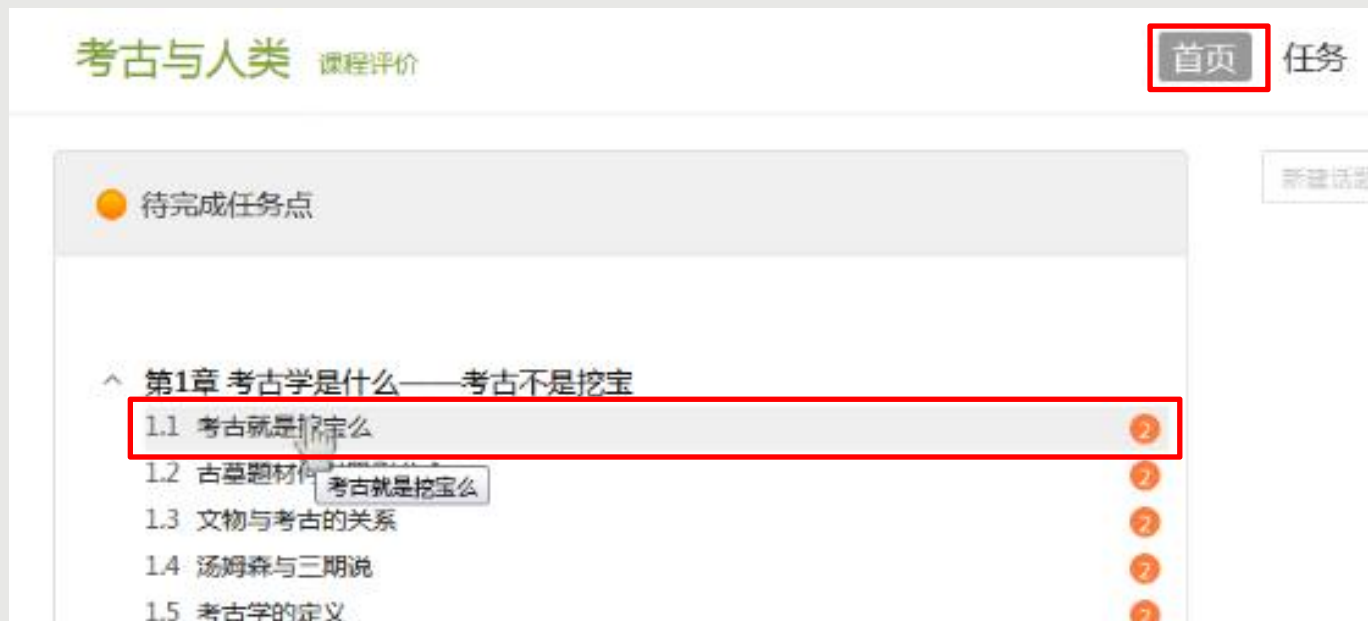 考古与人类 课程评价
首页 任务
新建话题
待完成任务点
第1章 考古学是什么——考古不是挖宝
1.1 考古就是挖宝么 2
1.2 古墓题材 2
考古就是挖宝么
1.3 文物与考古的关系 2
1.4 汤姆森与三期说 2
1.5 考古学的定义 2